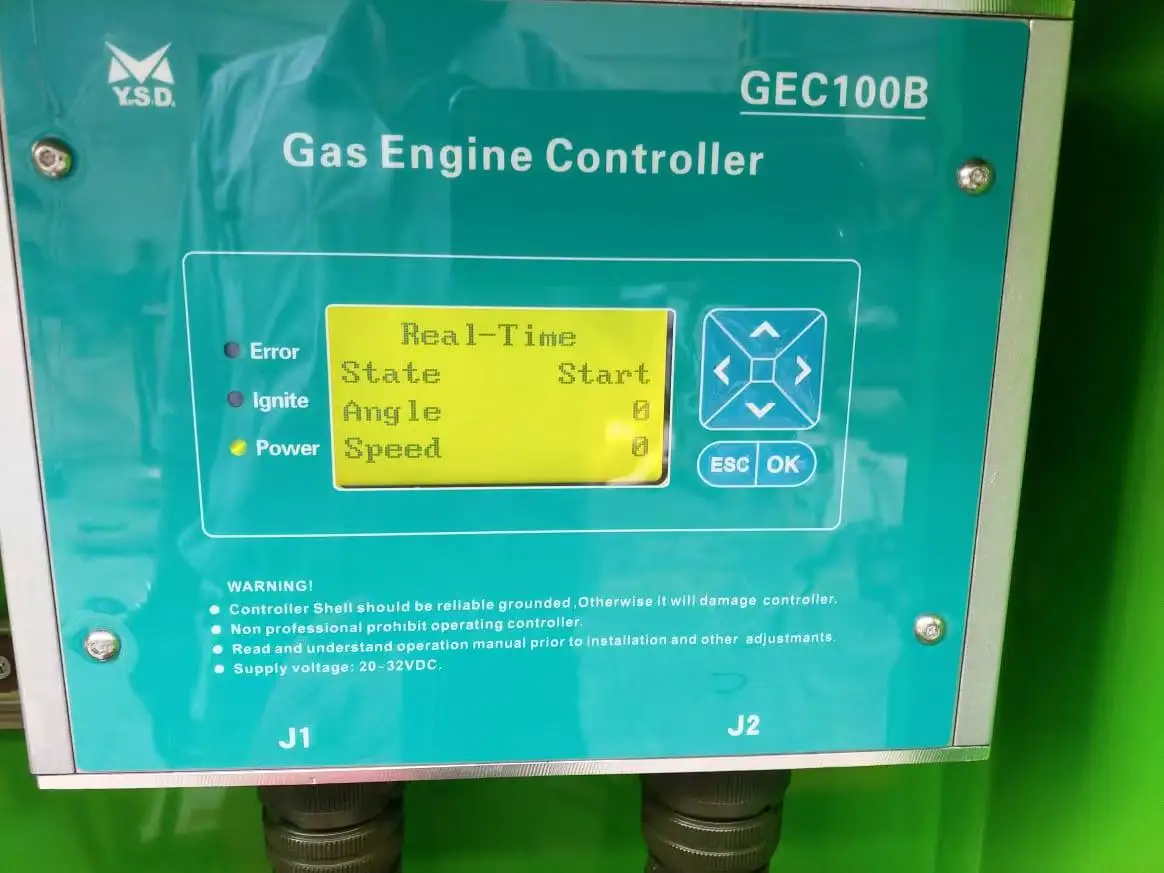 Y.S.D.
GEC100B
Gas Engine Controller
Real-Time
Error
State Start
Ignite
Angle 0
Power
Speed 0
ESC OK
WARNING!
Controller Shell should be reliable grounded,Otherwise it will damage controller.
Non professional prohibit operating controller.
Read and understand operation manual prior to installation and other adjustmants.
Supply voltage: 20~32VDC.
J1
J2